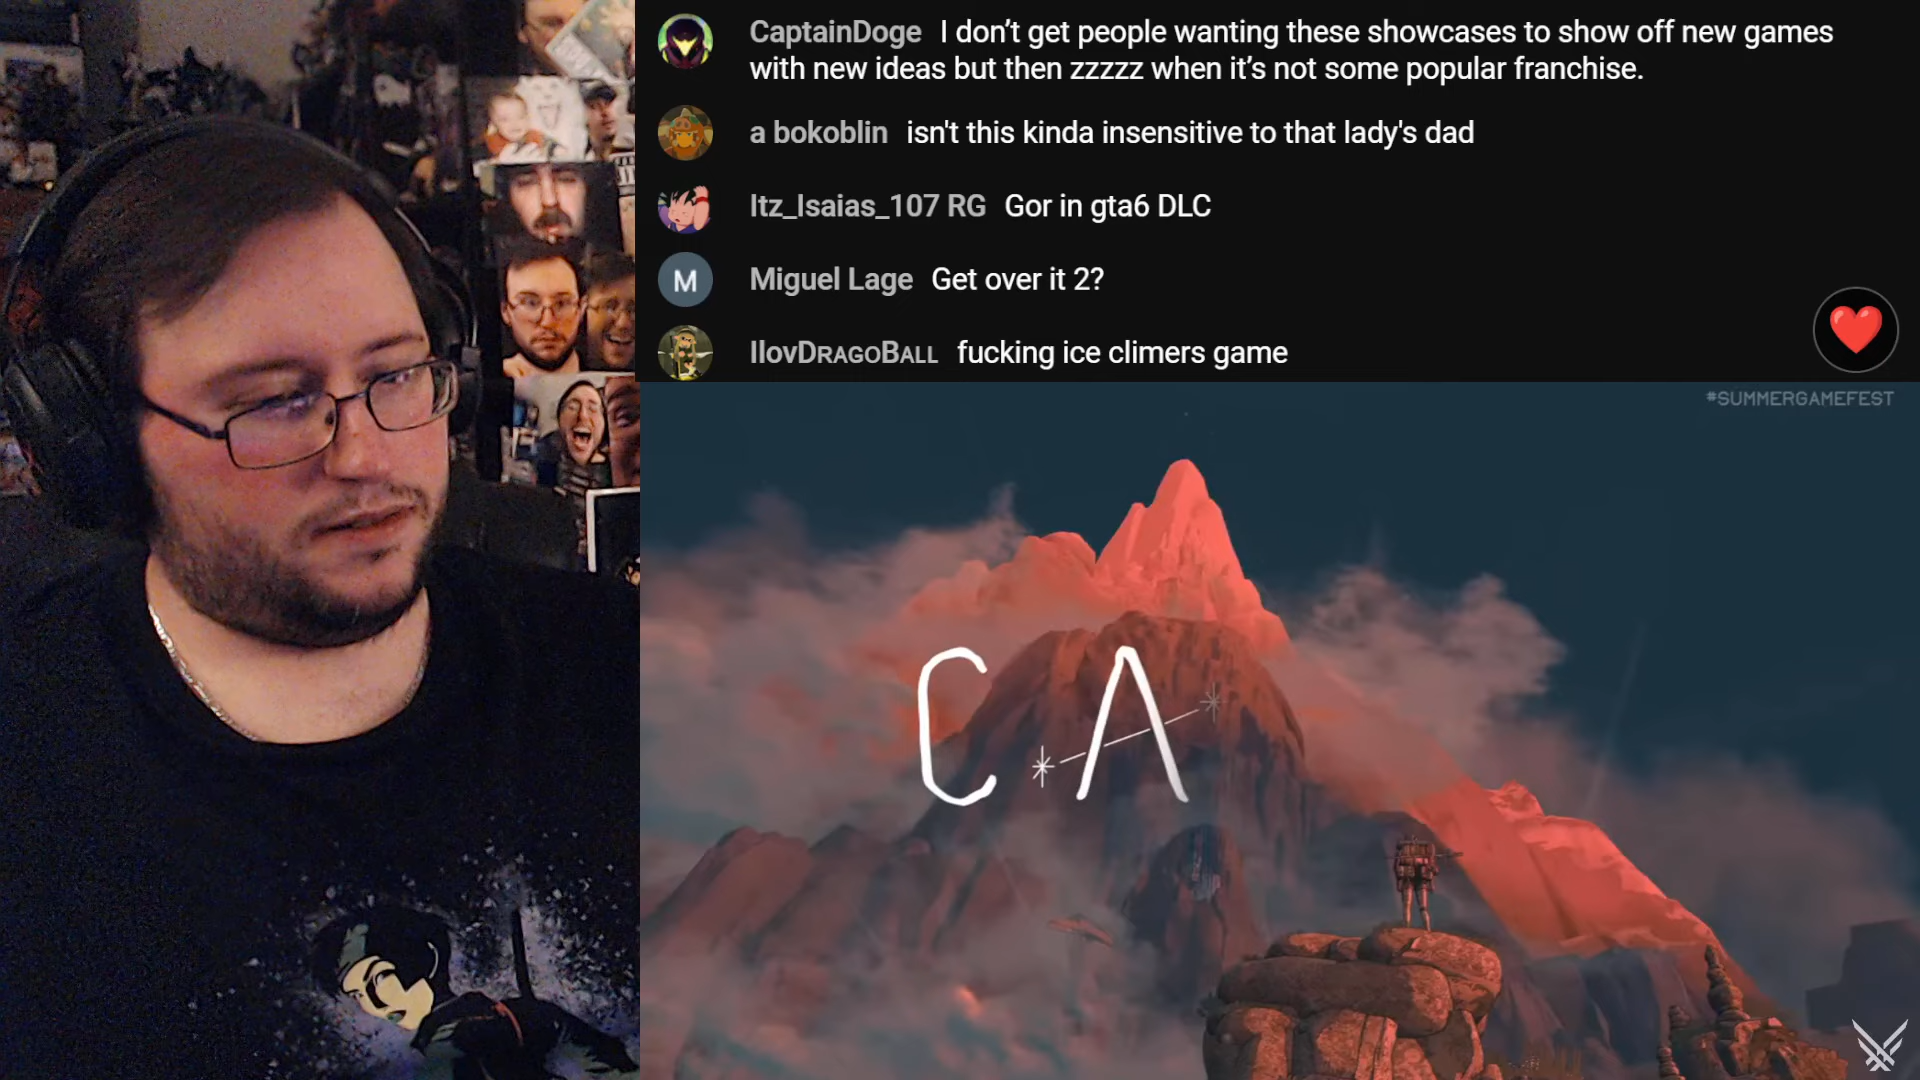 CaptainDoge I don’t get people wanting these showcases to show off new games
with new ideas but then zzzzz when it’s not some popular franchise.
a bokoblin isn't this kinda insensitive to that lady's dad
Itz_Isaias_107 RG Gor in gta6 DLC
M Miguel Lage Get over it 2?
IlovDRAGOBALL fucking ice climers game
#SUMMERGAMEFEST
CA